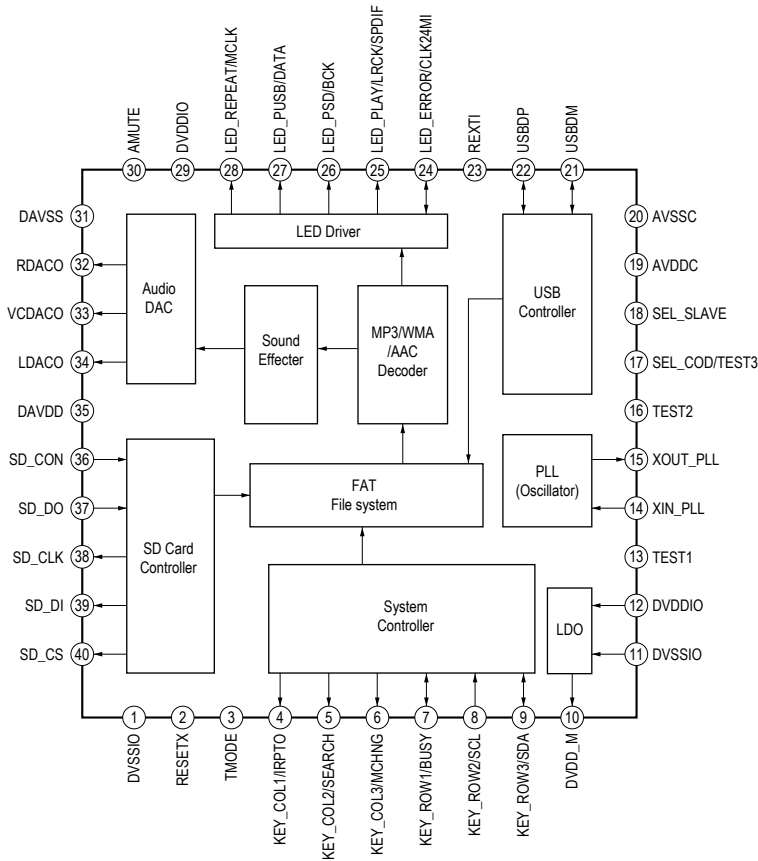 AMUTE
DVDDIO
LED_REPEAT/MCLK
LED_PUSB/DATA
LED_PSD/BCK
LED_PLAY/LRCK/SPDIF
LED_ERROR/CLK24MI
REXTI
USBDP
USBDM
30
29
28
27
26
25
24
23
22
21
DAVSS 31
RDACO 32
VCDACO 33
LDACO 34
DAVDD 35
SD_CON 36
SD_DO 37
SD_CLK 38
SD_DI 39
SD_CS 40
LED Driver
Audio
DAC
Sound
Effecter
MP3/WMA
/AAC
Decoder
USB
Controller
FAT
File system
PLL
(Oscillator)
SD Card
Controller
System
Controller
LDO
20 AVSSC
19 AVDDC
18 SEL_SLAVE
17 SEL_COD/TEST3
16 TEST2
15 XOUT_PLL
14 XIN_PLL
13 TEST1
12 DVDDIO
11 DVSSIO
1
2
3
4
5
6
7
8
9
10
DVSSIO
RESETX
TMODE
KEY_COL1/IRPTO
KEY_COL2/SEARCH
KEY_COL3/MCHNG
KEY_ROW1/BUSY
KEY_ROW2/SCL
KEY_ROW3/SDA
DVDD_M